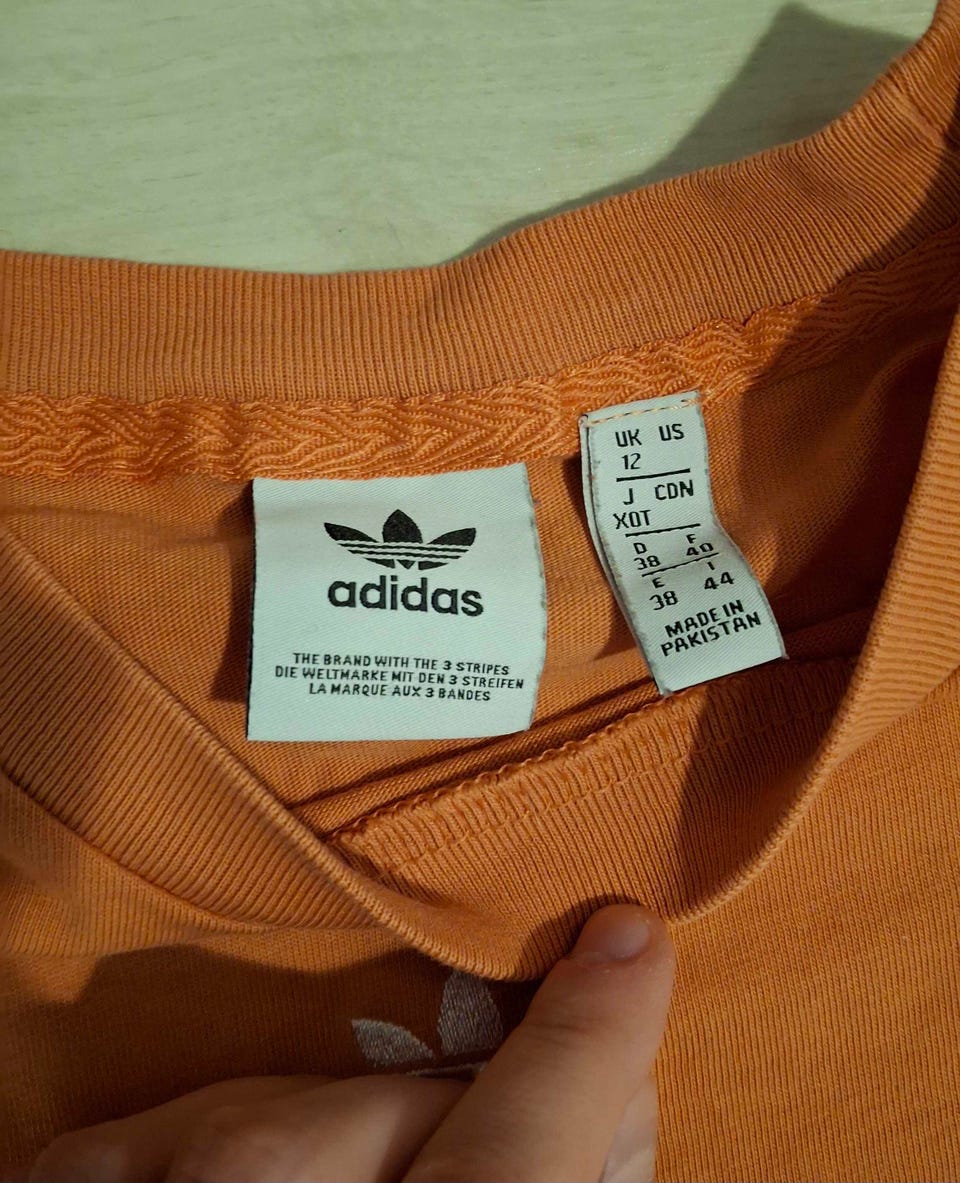 adidas
THE BRAND WITH THE 3 STRIPES
DIE WELTMARKE MIT DEN 3 STREIFEN
LA MARQUE AUX 3 BANDES
UK US
12
J CDN
XOT
D F
38 40
E I
38 44
MADE IN
PAKISTAN